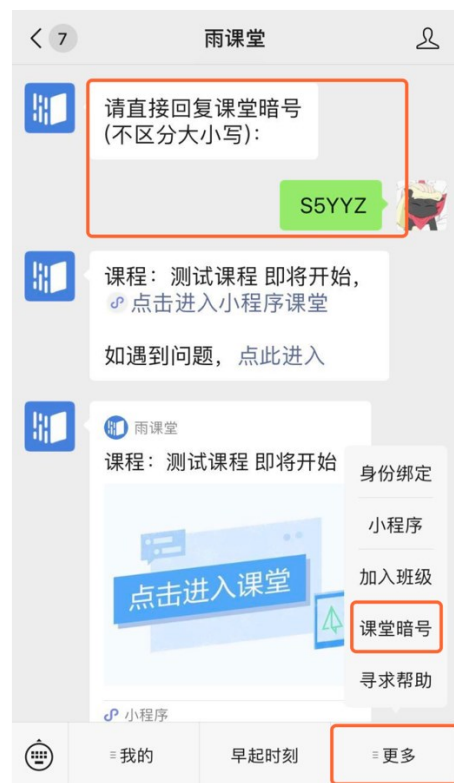 7
雨课堂
请直接回复课堂暗号
(不区分大小写):
S5YYZ
课程：测试课程 即将开始，
点击进入小程序课堂
如遇到问题，点此进入
雨课堂
课程：测试课程 即将开始
点击进入课堂
小程序
身份绑定
小程序
加入班级
课堂暗号
寻求帮助
我的
早起时刻
更多